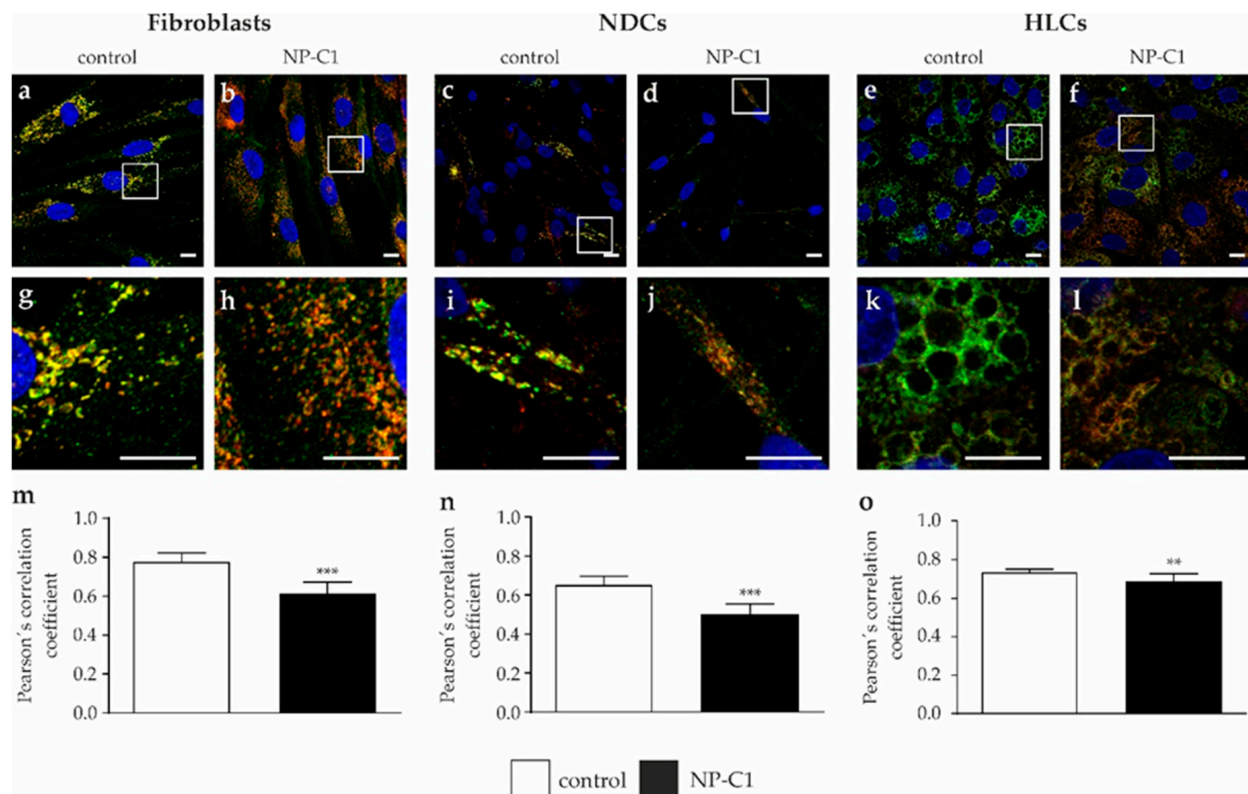 Fibroblasts NDCs HLCs
control NP-C1 control NP-C1 control NP-C1
a b c d e f
g h i j k l
m n o
Pearson´s correlation coefficient
1.0
0.8
0.6
0.4
0.2
0.0
***
Pearson´s correlation coefficient
1.0
0.8
0.6
0.4
0.2
0.0
***
Pearson´s correlation coefficient
1.0
0.8
0.6
0.4
0.2
0.0
**
control NP-C1